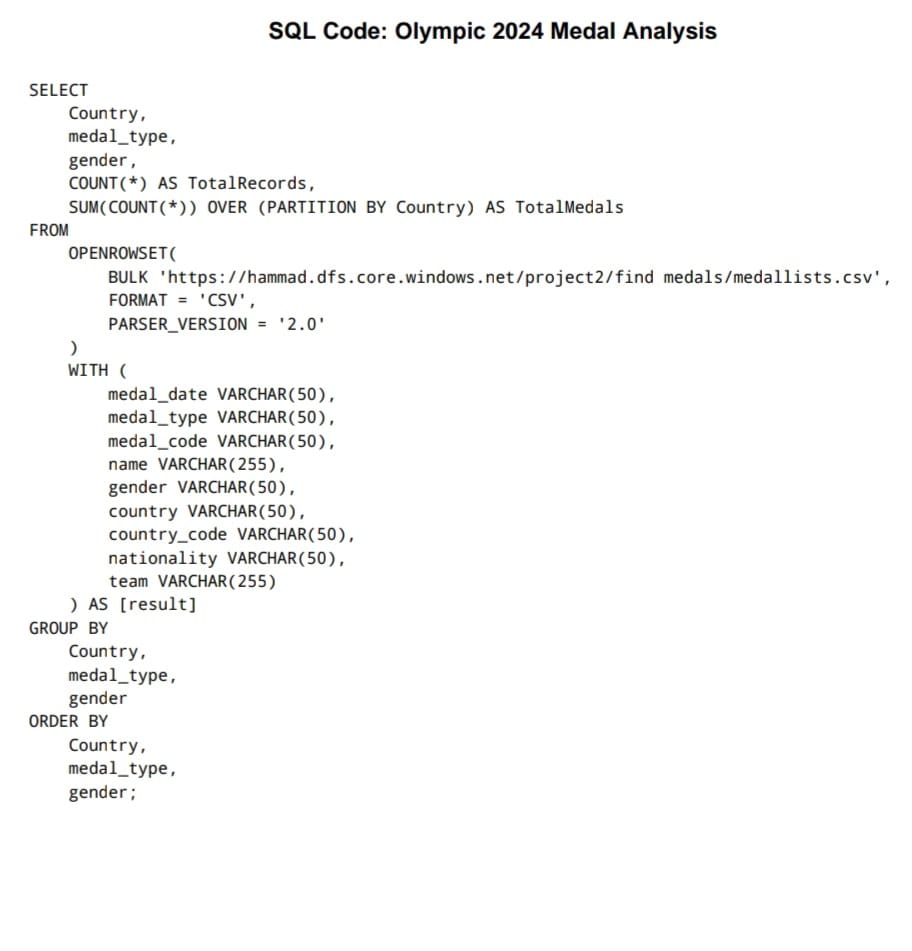 SQL Code: Olympic 2024 Medal Analysis
SELECT
Country,
medal_type,
gender,
COUNT(*) AS TotalRecords,
SUM(COUNT(*)) OVER (PARTITION BY Country) AS TotalMedals
FROM
OPENROWSET(
BULK 'https://hammad.dfs.core.windows.net/project2/find medals/medallists.csv',
FORMAT = 'CSV',
PARSER_VERSION = '2.0'
)
WITH (
medal_date VARCHAR(50),
medal_type VARCHAR(50),
medal_code VARCHAR(50),
name VARCHAR(255),
gender VARCHAR(50),
country VARCHAR(50),
country_code VARCHAR(50),
nationality VARCHAR(50),
team VARCHAR(255)
) AS [result]
GROUP BY
Country,
medal_type,
gender
ORDER BY
Country,
medal_type,
gender;